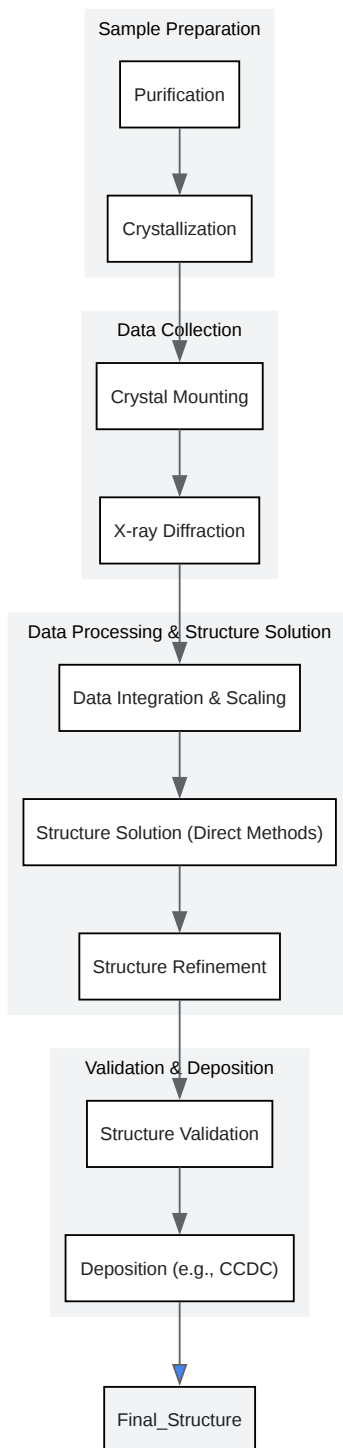 Sample Preparation
Purification
Crystallization
Data Collection
Crystal Mounting
X-ray Diffraction
Data Processing & Structure Solution
Data Integration & Scaling
Structure Solution (Direct Methods)
Structure Refinement
Validation & Deposition
Structure Validation
Deposition (e.g., CCDC)
Final_Structure